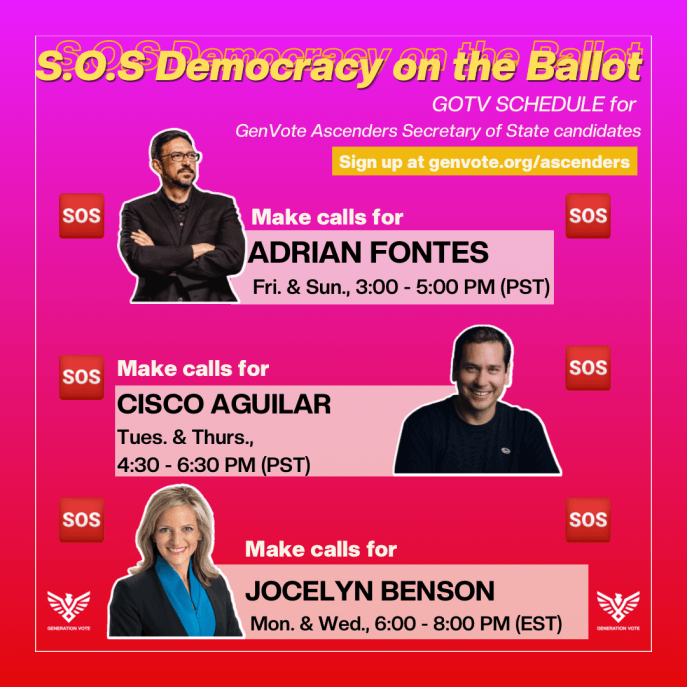 S.O.S Democracy on the Ballot
GOTV SCHEDULE for
GenVote Ascenders Secretary of State candidates
Sign up at genvote.org/ascenders
SOS
SOS
Make calls for
ADRIAN FONTES
Fri. & Sun., 3:00 - 5:00 PM (PST)
SOS
SOS
Make calls for
CISCO AGUILAR
Tues. & Thurs.,
4:30 - 6:30 PM (PST)
SOS
SOS
Make calls for
JOCELYN BENSON
Mon. & Wed., 6:00 - 8:00 PM (EST)
GENERATION VOTE
GENERATION VOTE